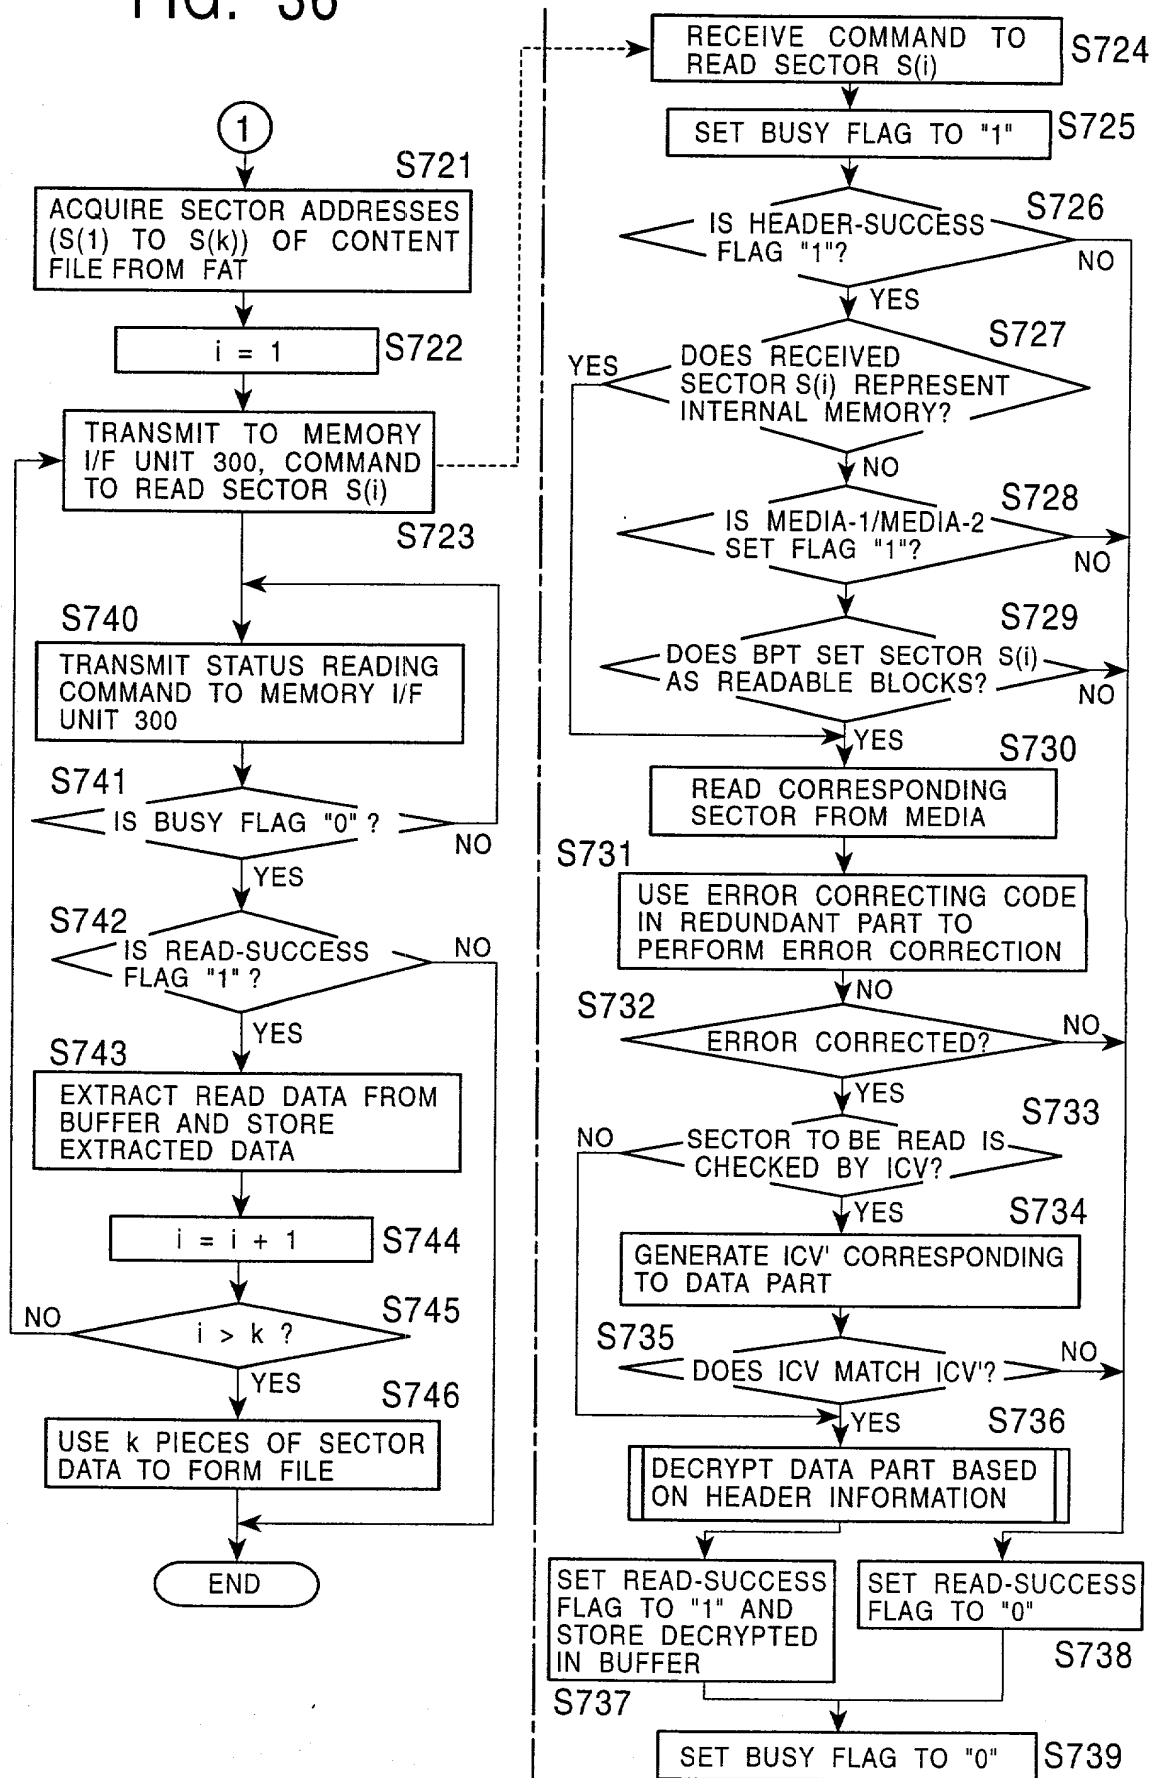 FIG. 36
1
S721
ACQUIRE SECTOR ADDRESSES
(S(1) TO S(k)) OF CONTENT
FILE FROM FAT
i = 1
S722
TRANSMIT TO MEMORY
I/F UNIT 300, COMMAND
TO READ SECTOR S(i)
S723
S740
TRANSMIT STATUS READING
COMMAND TO MEMORY I/F
UNIT 300
S741
IS BUSY FLAG "0" ?
NO
YES
S742
IS READ-SUCCESS
FLAG "1" ?
NO
YES
S743
EXTRACT READ DATA FROM
BUFFER AND STORE
EXTRACTED DATA
i = i + 1
S744
S745
NO
i > k ?
YES
S746
USE k PIECES OF SECTOR
DATA TO FORM FILE
END
RECEIVE COMMAND TO
READ SECTOR S(i)
S724
SET BUSY FLAG TO "1"
S725
S726
IS HEADER-SUCCESS
FLAG "1"?
NO
YES
S727
YES
DOES RECEIVED
SECTOR S(i) REPRESENT
INTERNAL MEMORY?
NO
S728
IS MEDIA-1/MEDIA-2
SET FLAG "1"?
NO
S729
DOES BPT SET SECTOR S(i)
AS READABLE BLOCKS?
NO
YES
S730
READ CORRESPONDING
SECTOR FROM MEDIA
S731
USE ERROR CORRECTING CODE
IN REDUNDANT PART TO
PERFORM ERROR CORRECTION
NO
S732
ERROR CORRECTED?
NO
YES
S733
NO
SECTOR TO BE READ IS
CHECKED BY ICV?
YES
S734
GENERATE ICV' CORRESPONDING
TO DATA PART
S735
DOES ICV MATCH ICV'?
NO
YES
S736
DECRYPT DATA PART BASED
ON HEADER INFORMATION
SET READ-SUCCESS
FLAG TO "1" AND
STORE DECRYPTED
IN BUFFER
S737
SET READ-SUCCESS
FLAG TO "0"
S738
SET BUSY FLAG TO "0"
S739